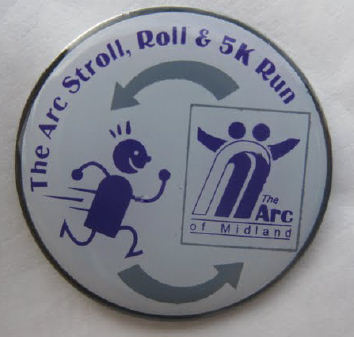 The Arc Stroll, Roll & 5K Run
The
Arc
of Midland